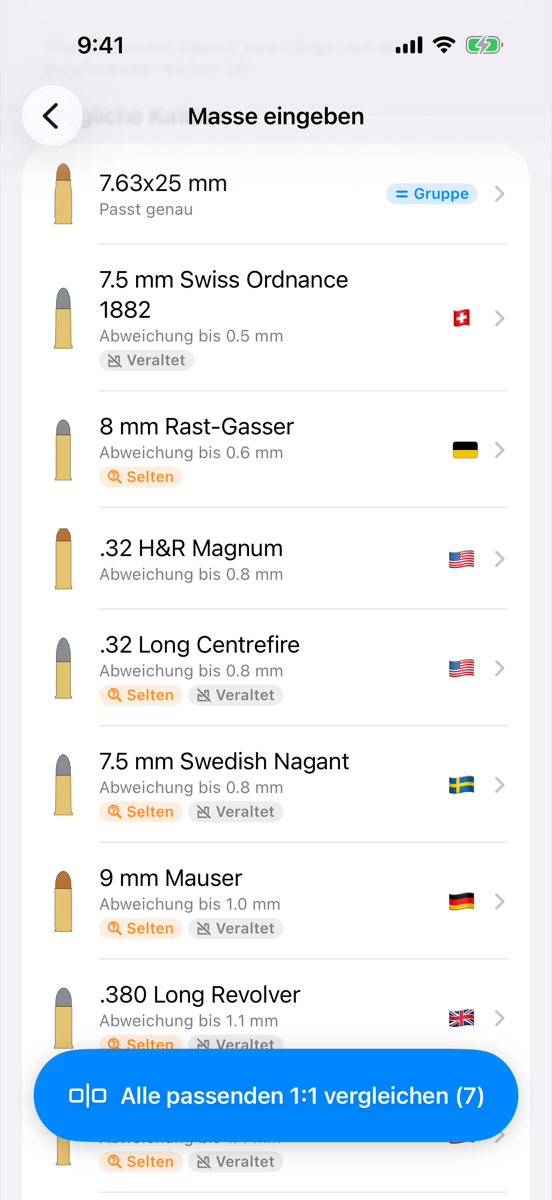 9:41
Masse eingeben
7.63x25 mm
Passt genau
Gruppe
7.5 mm Swiss Ordnance
1882
Abweichung bis 0.5 mm
Veraltet
8 mm Rast-Gasser
Abweichung bis 0.6 mm
Selten
.32 H&R Magnum
Abweichung bis 0.8 mm
.32 Long Centrefire
Abweichung bis 0.8 mm
Selten Veraltet
7.5 mm Swedish Nagant
Abweichung bis 0.8 mm
Selten Veraltet
9 mm Mauser
Abweichung bis 1.0 mm
Selten Veraltet
.380 Long Revolver
Abweichung bis 1.1 mm
Selten Veraltet
Alle passenden 1:1 vergleichen (7)
Selten Veraltet